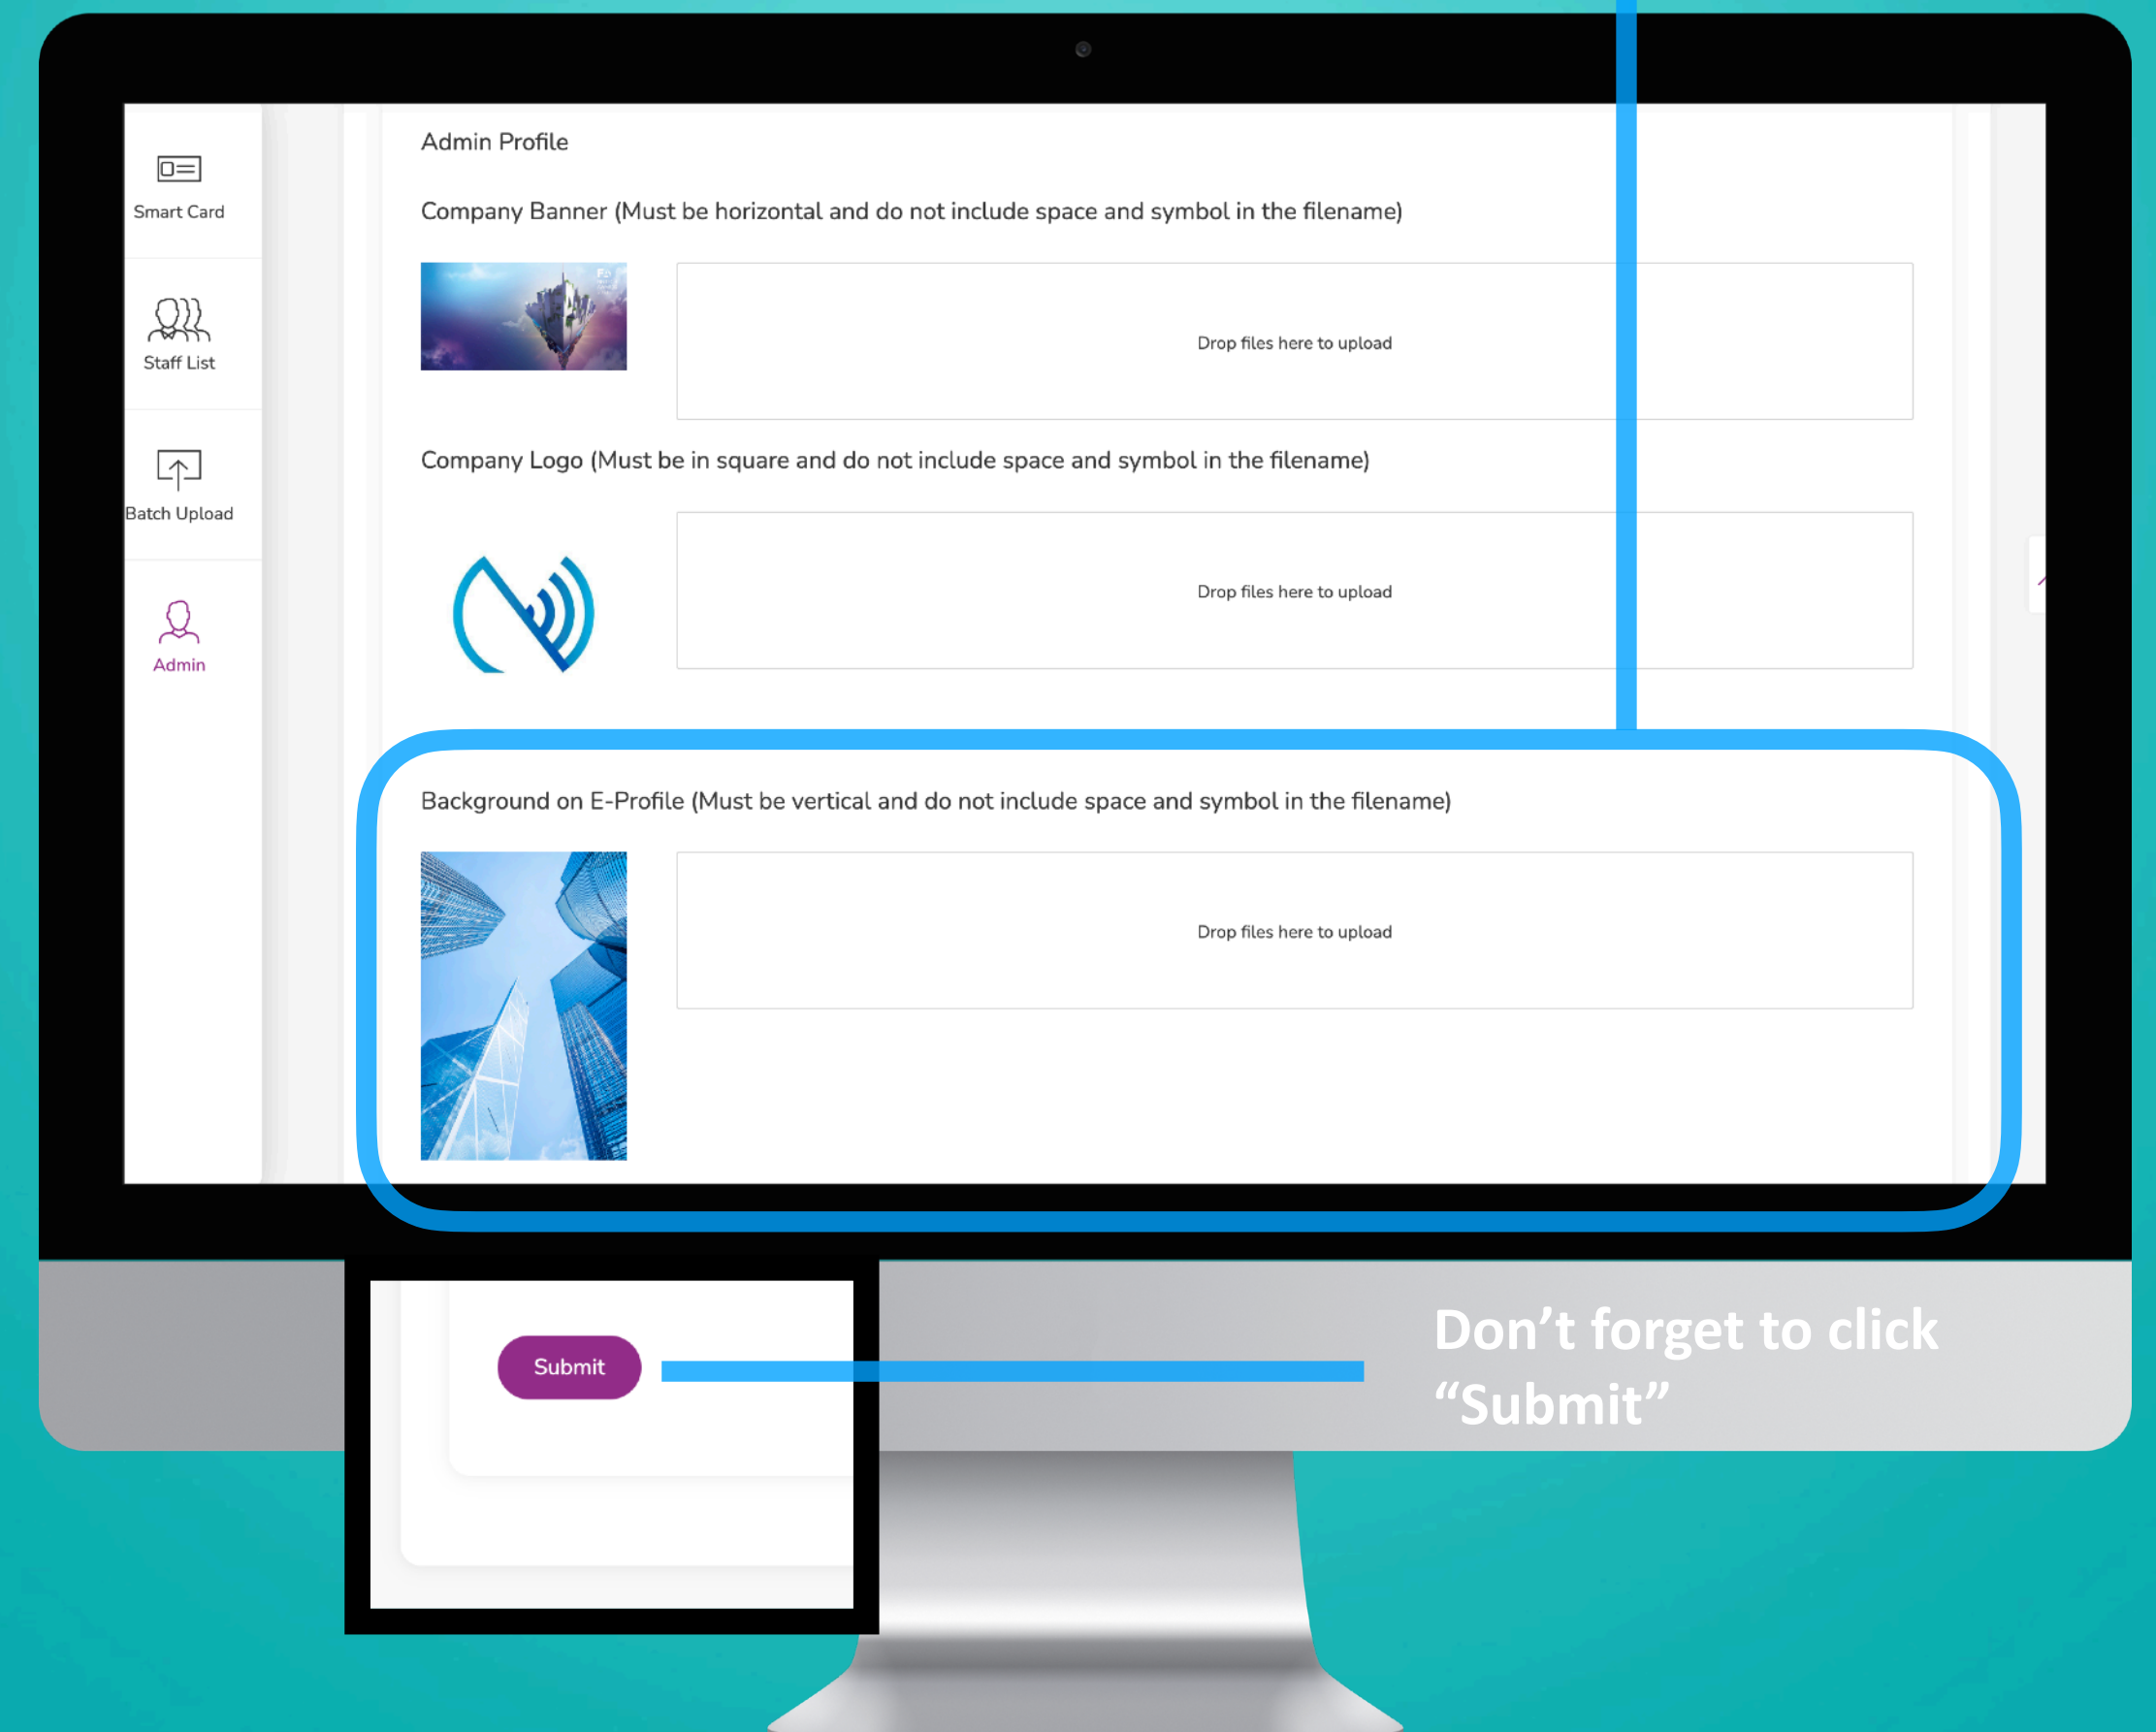 Smart Card
Staff List
Batch Upload
Admin
Admin Profile
Company Banner (Must be horizontal and do not include space and symbol in the filename)
Drop files here to upload
Company Logo (Must be in square and do not include space and symbol in the filename)
Drop files here to upload
Background on E-Profile (Must be vertical and do not include space and symbol in the filename)
Drop files here to upload
Submit
Don’t forget to click
“Submit”